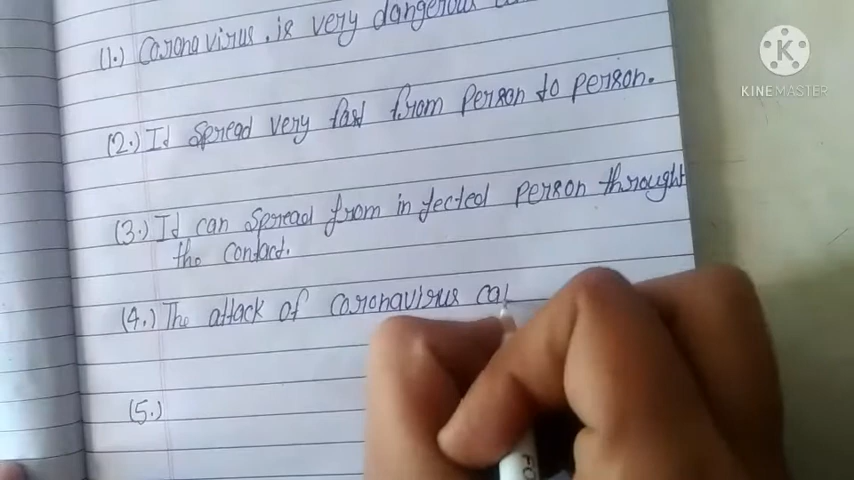 (1.) Coronavirus. is very dangerous
(2.) It spread very fast from person to person.
(3.) It can spread from infected person throught
the contact.
(4.) The attack of coronavirus ca
(5.)
K
KINEMASTER